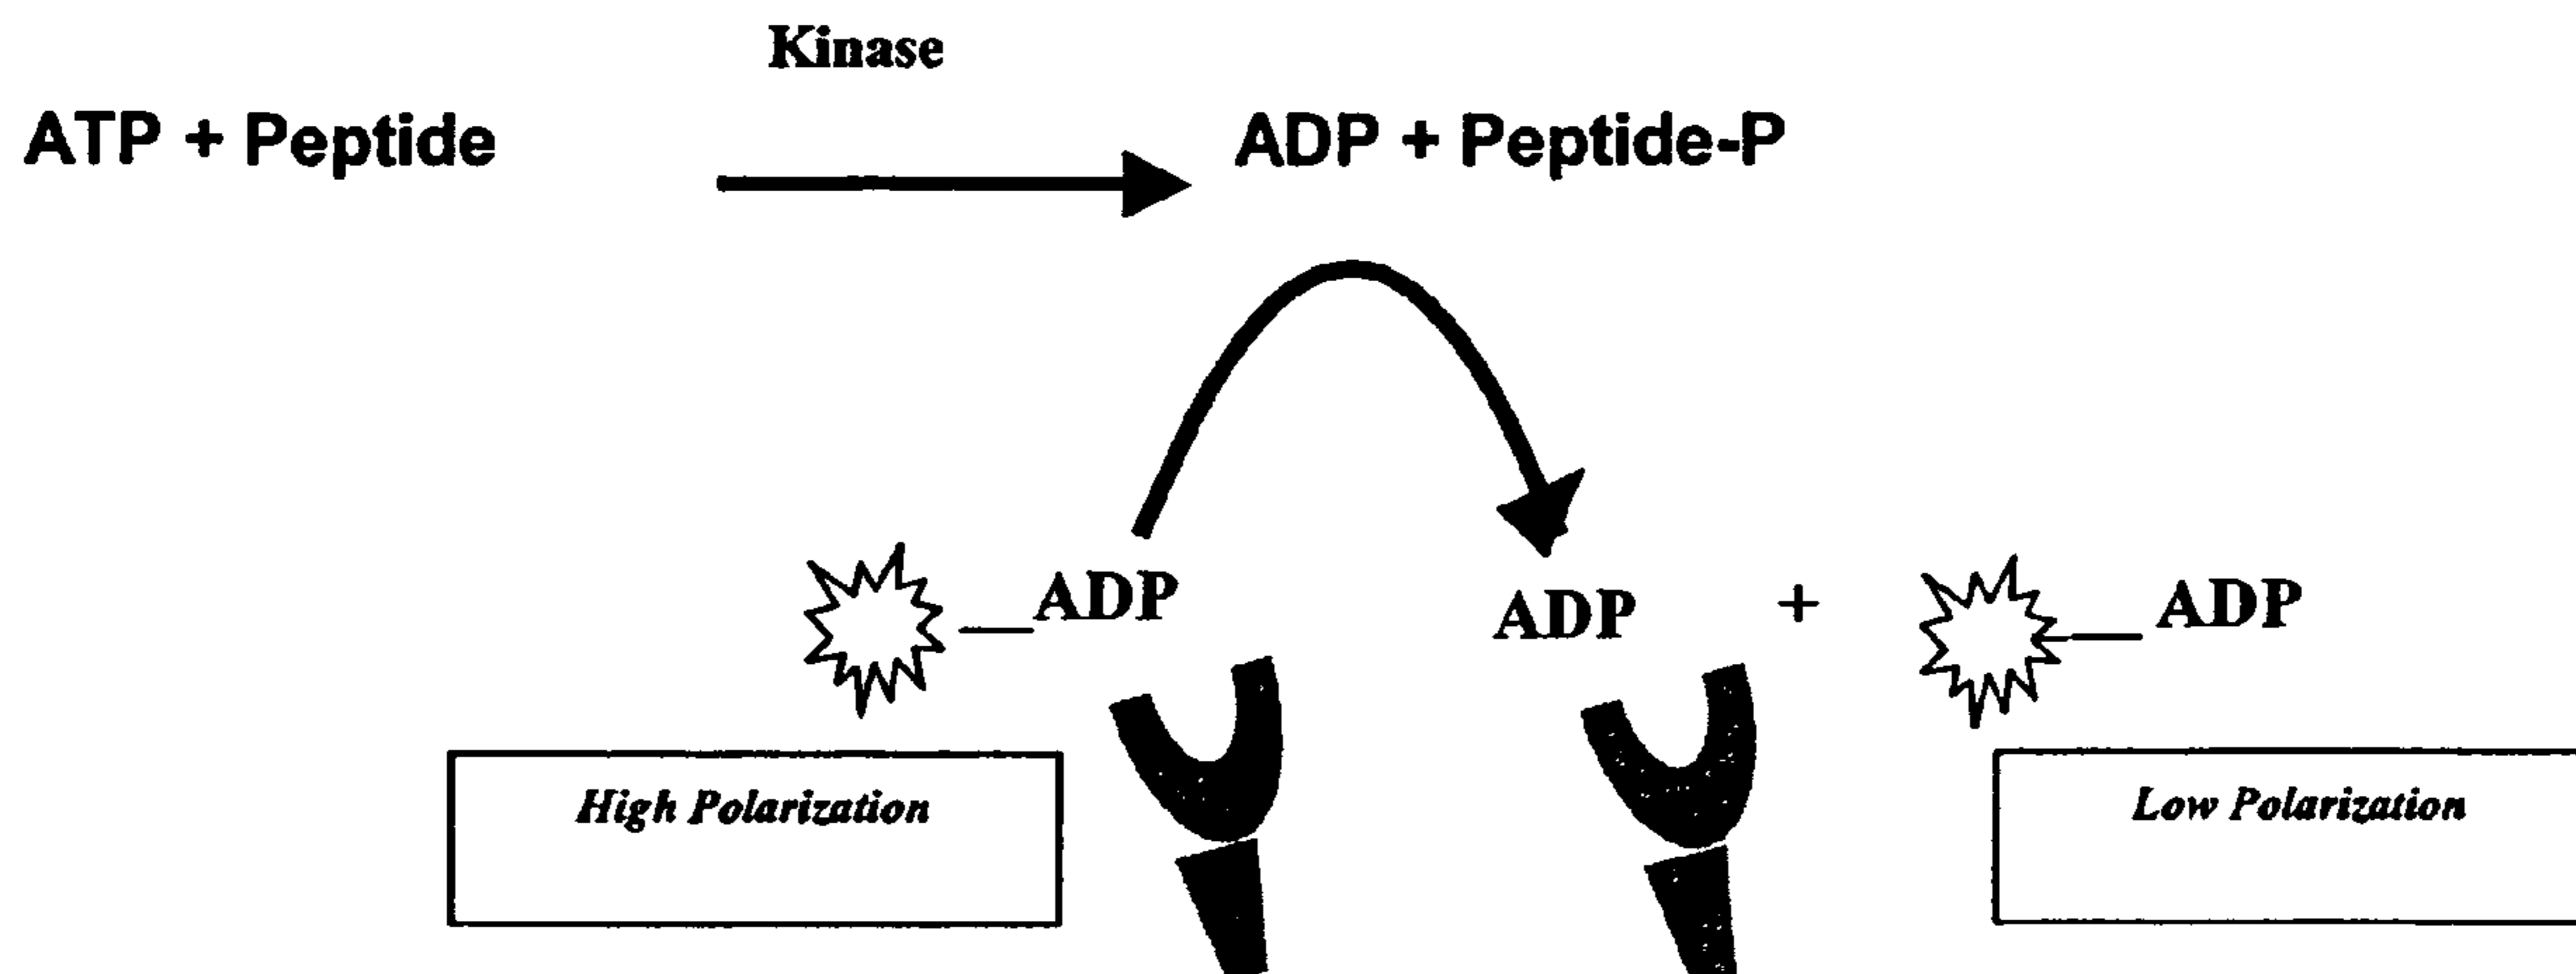 Kinase
ATP + Peptide ADP + Peptide-P
ADP ADP + ADP
High Polarization Low Polarization